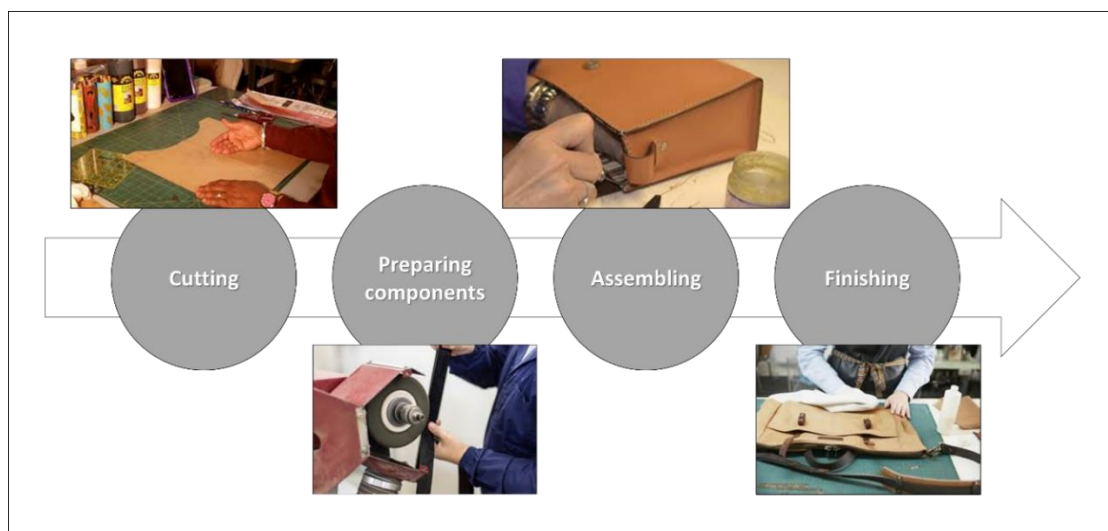 Cutting
Preparing
components
Assembling
Finishing